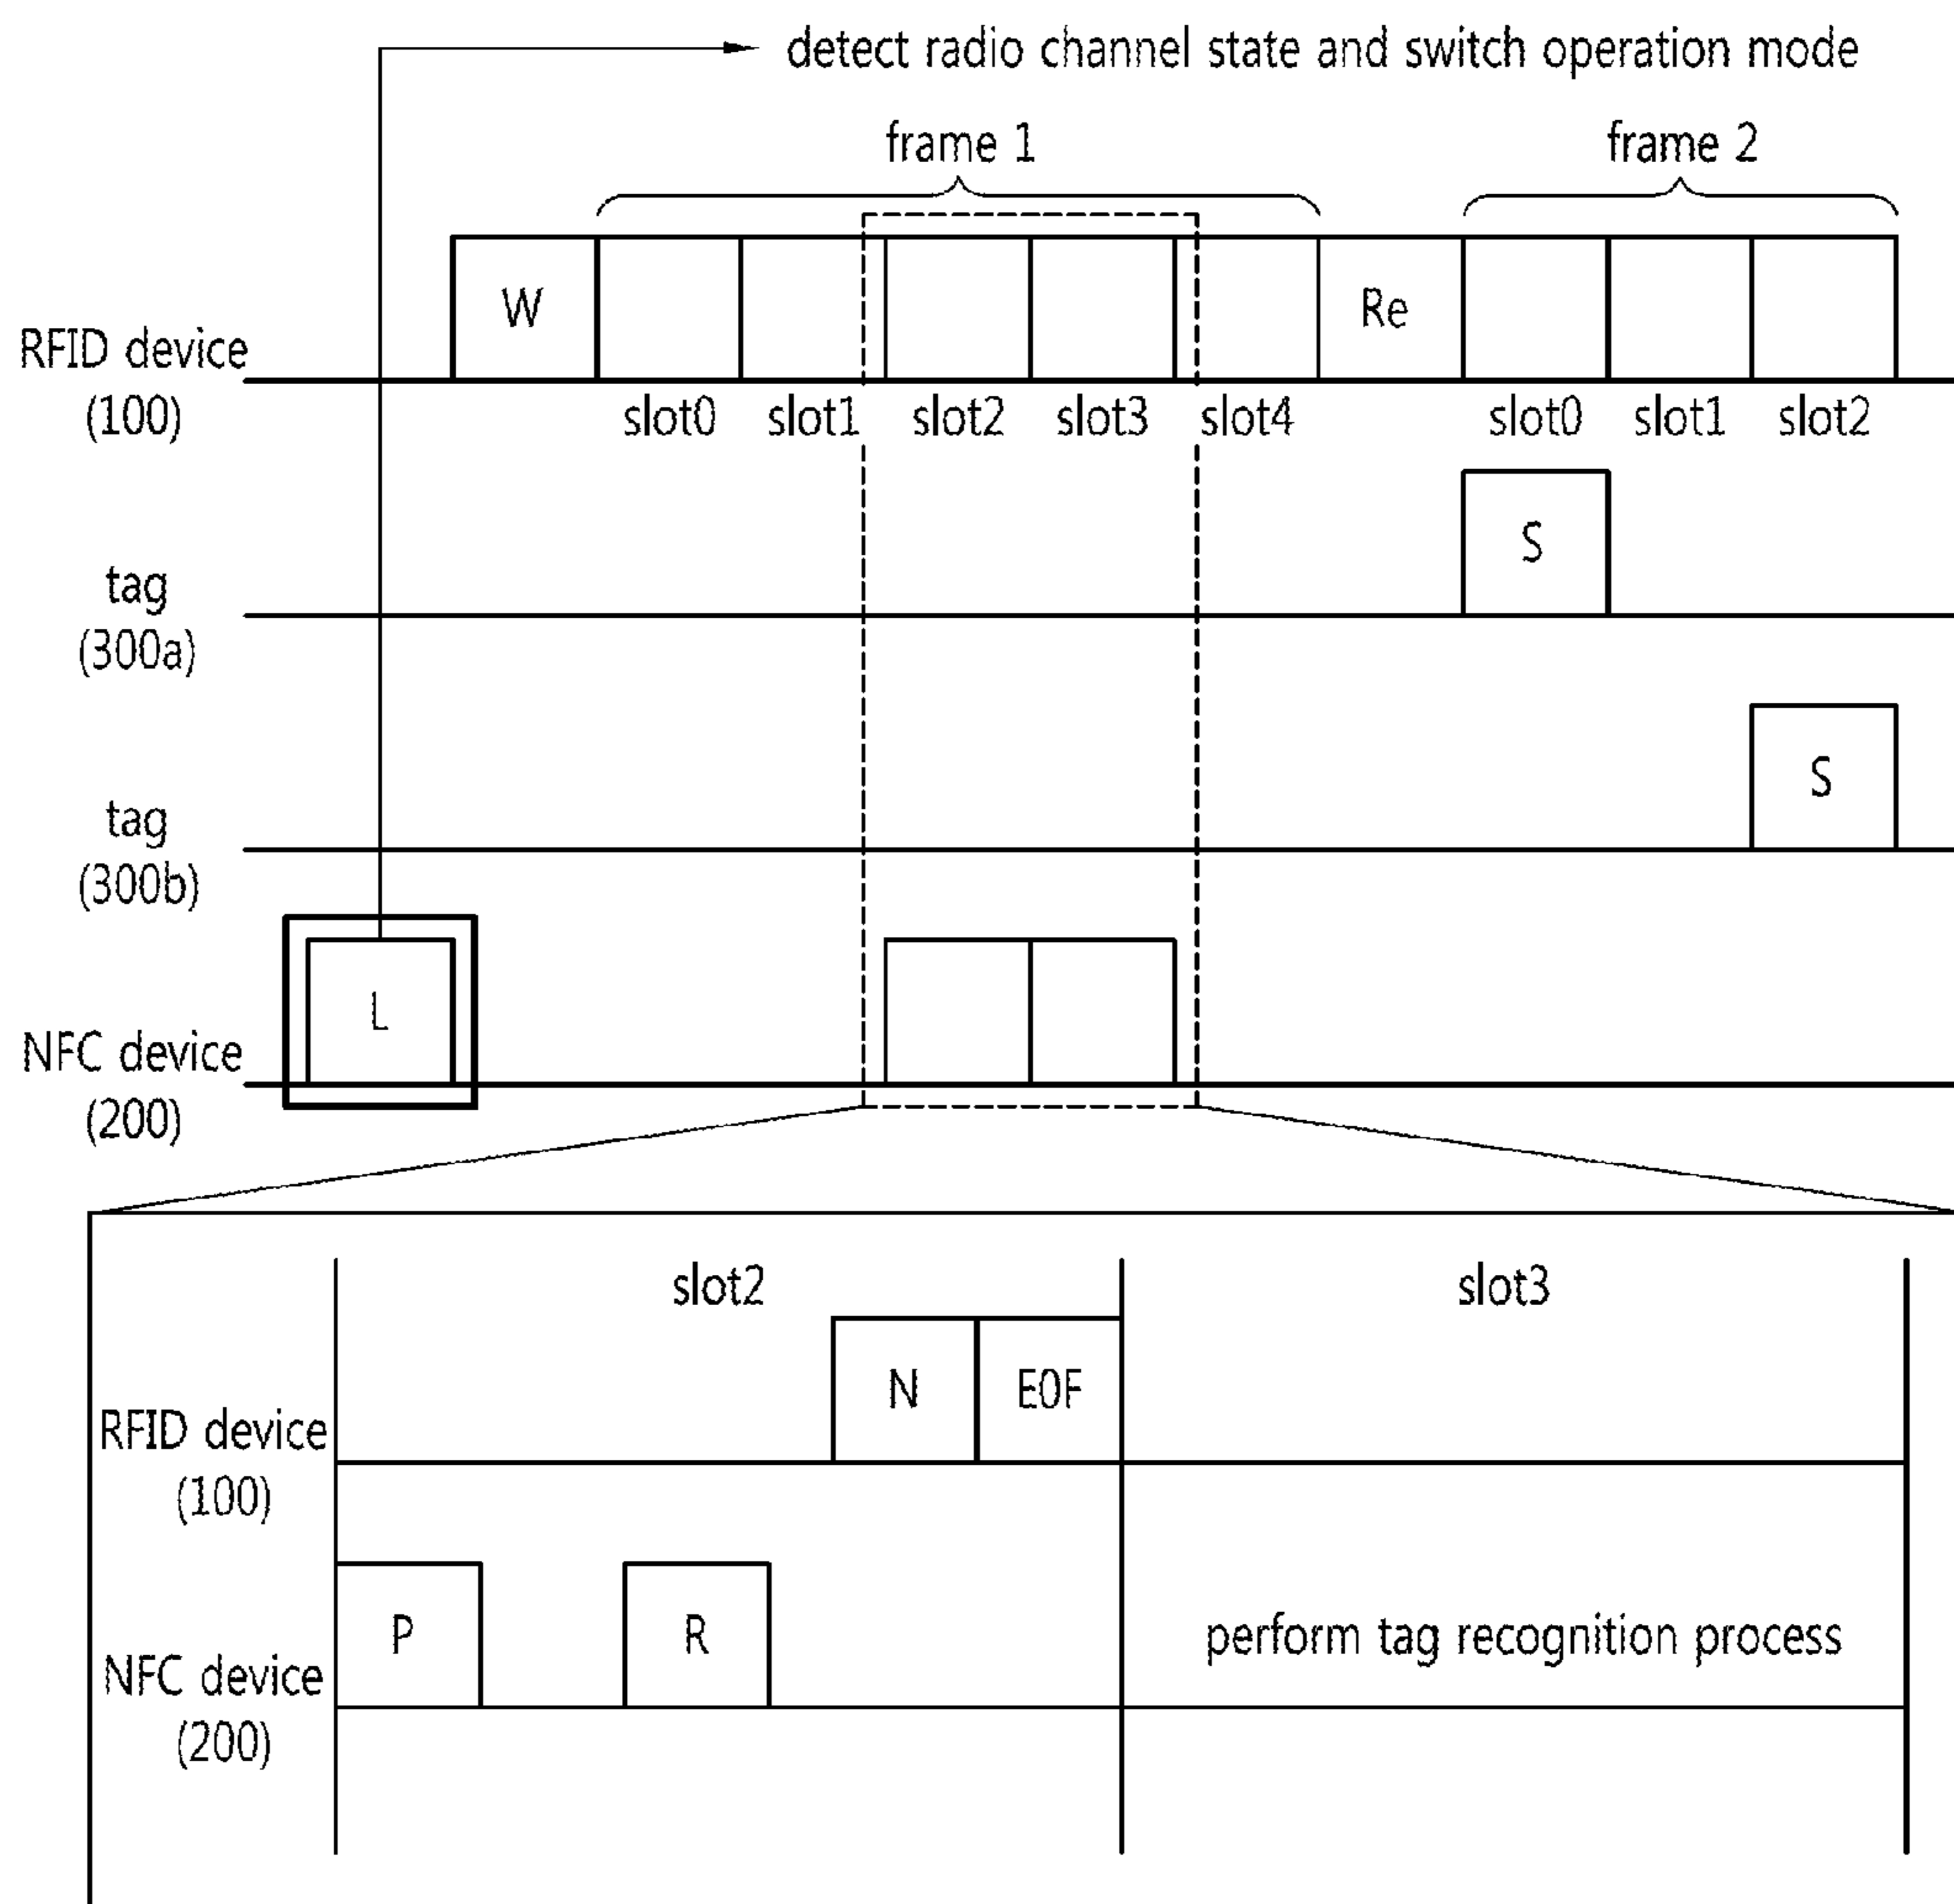 detect radio channel state and switch operation mode
frame 1
frame 2
W
Re
RFID device
(100)
slot0
slot1
slot2
slot3
slot4
slot0
slot1
slot2
S
tag
(300a)
S
tag
(300b)
L
NFC device
(200)
slot2
slot3
N
EOF
RFID device
(100)
P
R
perform tag recognition process
NFC device
(200)